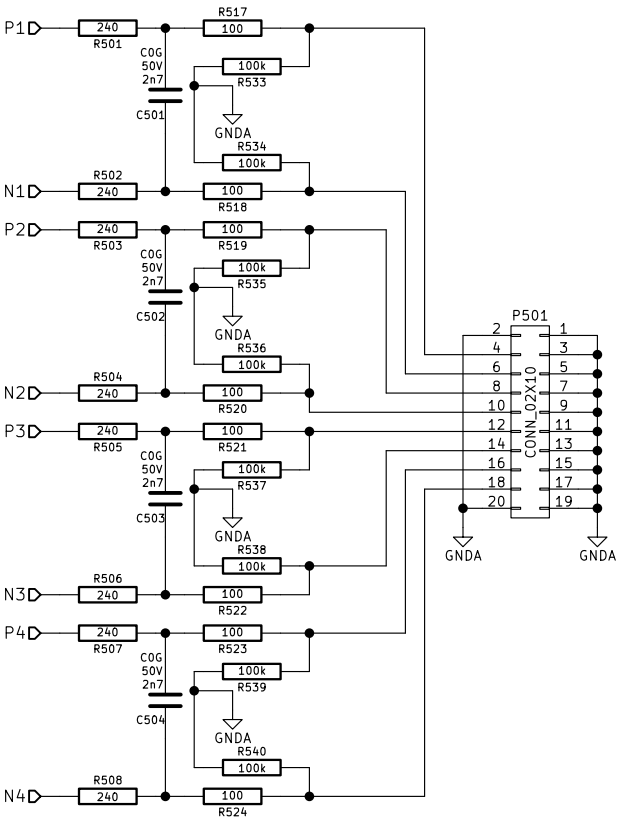 R517
P1
240
100
R501
C0G
50V
2n7
100k
R533
C501
GNDA
R534
100k
R502
N1
240
100
R518
P2
240
100
R503
R519
C0G
50V
2n7
100k
R535
C502
GNDA
R536
100k
R504
N2
240
100
R520
P3
240
100
R505
R521
C0G
50V
2n7
100k
R537
C503
GNDA
R538
100k
R506
N3
240
100
R522
P4
240
100
R507
R523
C0G
50V
2n7
100k
R539
C504
GNDA
R540
100k
R508
N4
240
100
R524
P501
CONN_02X10
2 1
4 3
6 5
8 7
10 9
12 11
14 13
16 15
18 17
20 19
GNDA
GNDA